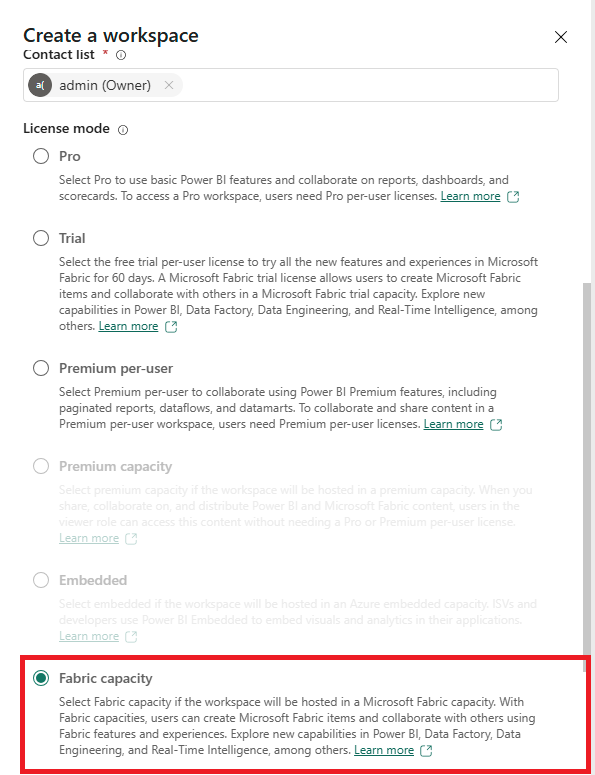 Create a workspace
Contact list *
a(
admin (Owner)
License mode
Pro
Select Pro to use basic Power BI features and collaborate on reports, dashboards, and
scorecards. To access a Pro workspace, users need Pro per-user licenses. Learn more
Trial
Select the free trial per-user license to try all the new features and experiences in Microsoft
Fabric for 60 days. A Microsoft Fabric trial license allows users to create Microsoft Fabric
items and collaborate with others in a Microsoft Fabric trial capacity. Explore new
capabilities in Power BI, Data Factory, Data Engineering, and Real-Time Intelligence, among
others. Learn more
Premium per-user
Select Premium per-user to collaborate using Power BI Premium features, including
paginated reports, dataflows, and datamarts. To collaborate and share content in a
Premium per-user workspace, users need Premium per-user licenses. Learn more
Premium capacity
Select premium capacity if the workspace will be hosted in a premium capacity. When you
share, collaborate on, and distribute Power BI and Microsoft Fabric content, users in the
viewer role can access this content without needing a Pro or Premium per-user license.
Learn more
Embedded
Select embedded if the workspace will be hosted in an Azure embedded capacity. ISVs and
developers use Power BI Embedded to embed visuals and analytics in their applications.
Learn more
Fabric capacity
Select Fabric capacity if the workspace will be hosted in a Microsoft Fabric capacity. With
Fabric capacities, users can create Microsoft Fabric items and collaborate with others using
Fabric features and experiences. Explore new capabilities in Power BI, Data Factory, Data
Engineering, and Real-Time Intelligence, among others. Learn more